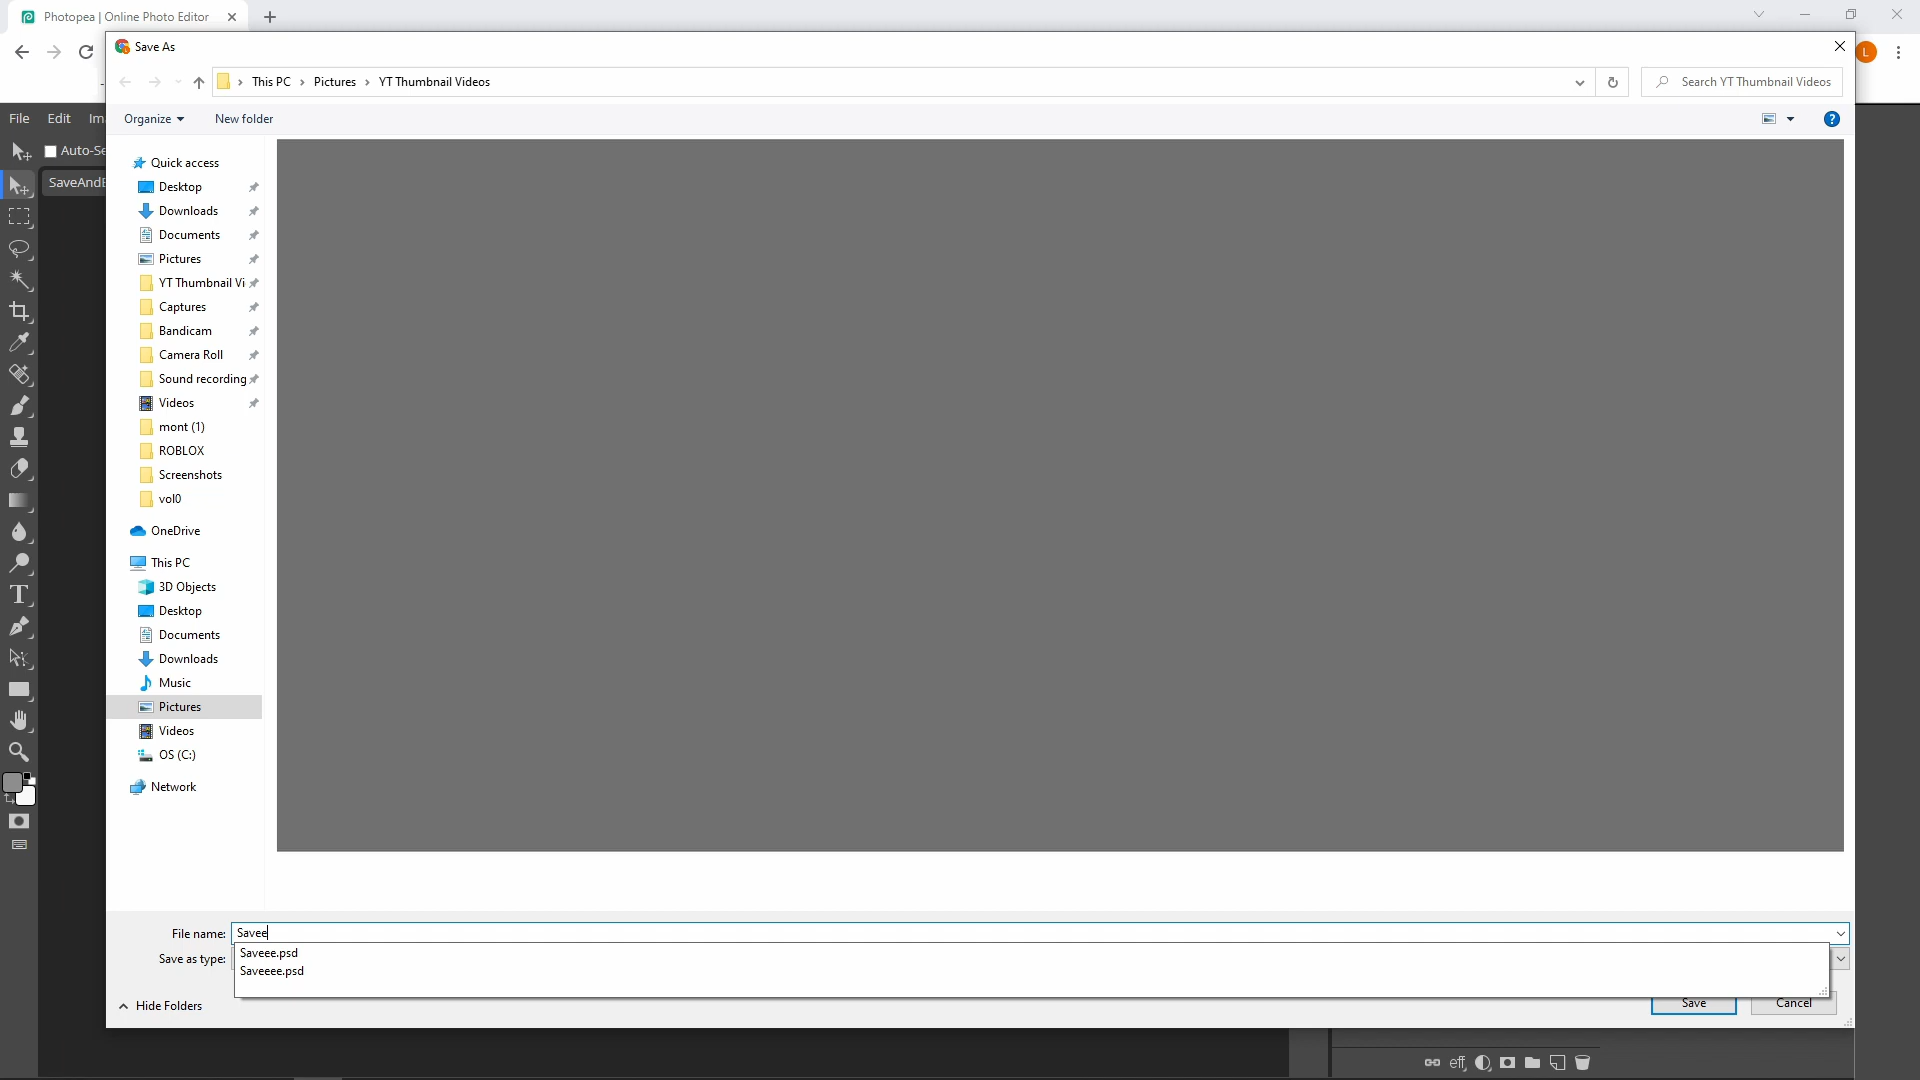 Photopea | Online Photo Editor
Save As
L
This PC > Pictures > YT Thumbnail Videos
Search YT Thumbnail Videos
File Edit Im
Organize New folder
Auto-Se
SaveAndE
Quick access
Desktop
Downloads
Documents
Pictures
YT Thumbnail Vi
Captures
Bandicam
Camera Roll
Sound recording
Videos
mont (1)
ROBLOX
Screenshots
vol0
OneDrive
This PC
3D Objects
Desktop
Documents
Downloads
Music
Pictures
Videos
OS (C:)
Network
File name: Savee
Saveee.psd
Save as type:
Saveeee.psd
Hide Folders
Save Cancel
eff